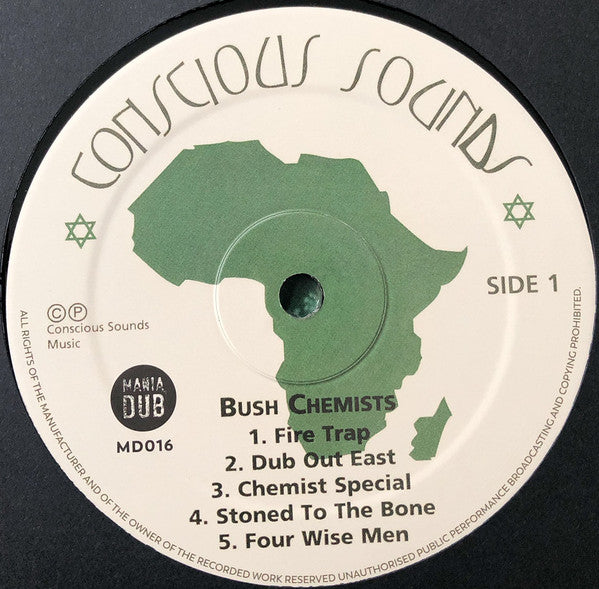 CONSCIOUS SOUNDS
SIDE 1
© ℗
Conscious Sounds
Music
MANIA
DUB
MD016
BUSH CHEMISTS
1. Fire Trap
2. Dub Out East
3. Chemist Special
4. Stoned To The Bone
5. Four Wise Men
ALL RIGHTS OF THE MANUFACTURER AND OF THE OWNER OF THE RECORDED WORK RESERVED UNAUTHORISED PUBLIC PERFORMANCE BROADCASTING AND COPYING PROHIBITED.